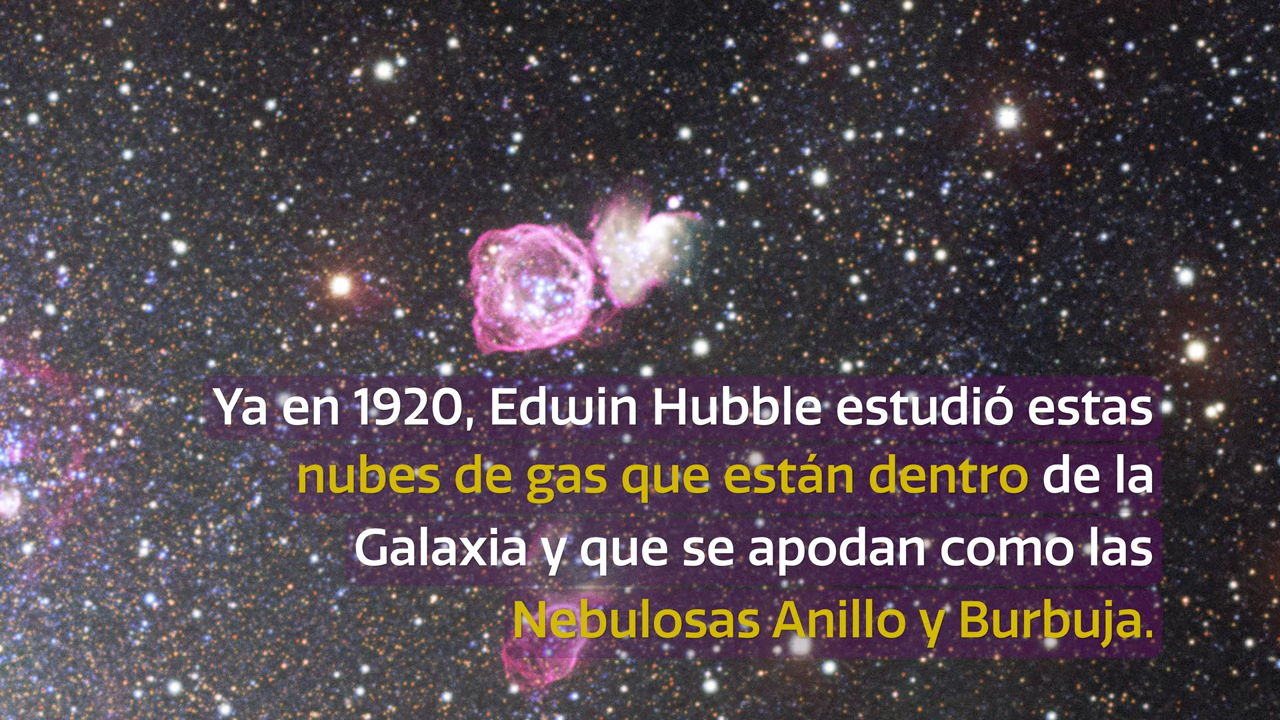 Ya en 1920, Edwin Hubble estudió estas
nubes de gas que están dentro de la
Galaxia y que se apodan como las
Nebulosas Anillo y Burbuja.